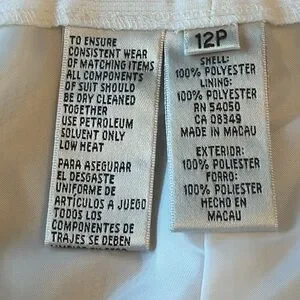 TO ENSURE
CONSISTENT WEAR
OF MATCHING ITEMS
ALL COMPONENTS
OF SUIT SHOULD
BE DRY CLEANED
TOGETHER
USE PETROLEUM
SOLVENT ONLY
LOW HEAT
PARA ASEGURAR
EL DESGASTE
UNIFORME DE
ARTICULOS A JUEGO
TODOS LOS
COMPONENTES DE
TRAJES SE DEBEN
12P
SHELL:
100% POLYESTER
LINING:
100% POLYESTER
RN 54050
CA 08349
MADE IN MACAU
EXTERIOR:
100% POLIESTER
FORRO:
100% POLIESTER
HECHO EN
MACAU